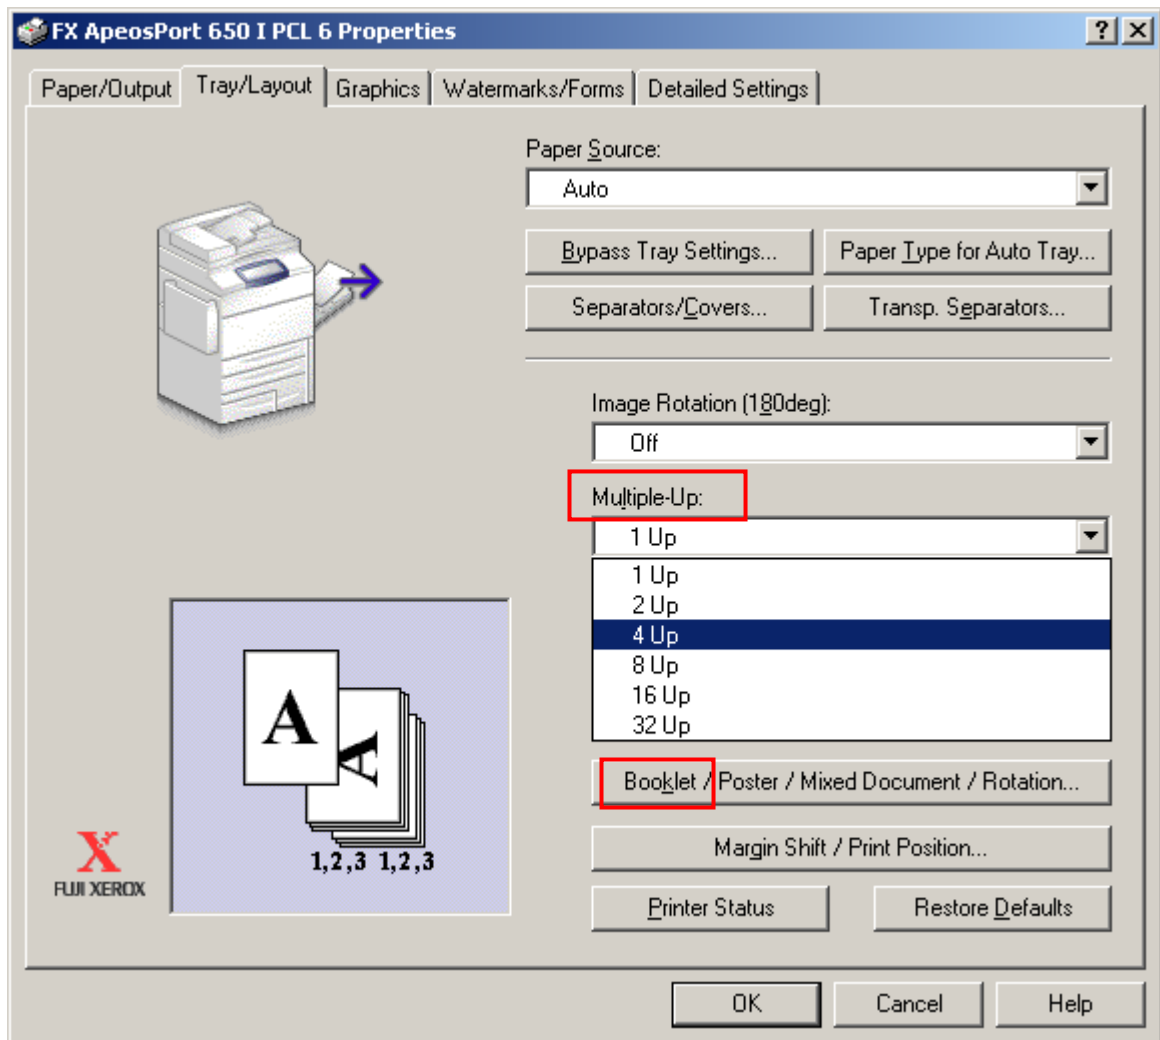 FX ApeosPort 650 I PCL 6 Properties
Paper/Output Tray/Layout Graphics Watermarks/Forms Detailed Settings
Paper Source:
Auto
Bypass Tray Settings... Paper Type for Auto Tray...
Separators/Covers... Transp. Separators...
Image Rotation (180deg):
Off
Multiple-Up:
1 Up
1 Up
2 Up
4 Up
8 Up
16 Up
32 Up
Booklet / Poster / Mixed Document / Rotation...
A A
1,2,3 1,2,3
X
FUJI XEROX
Margin Shift / Print Position...
Printer Status Restore Defaults
OK Cancel Help